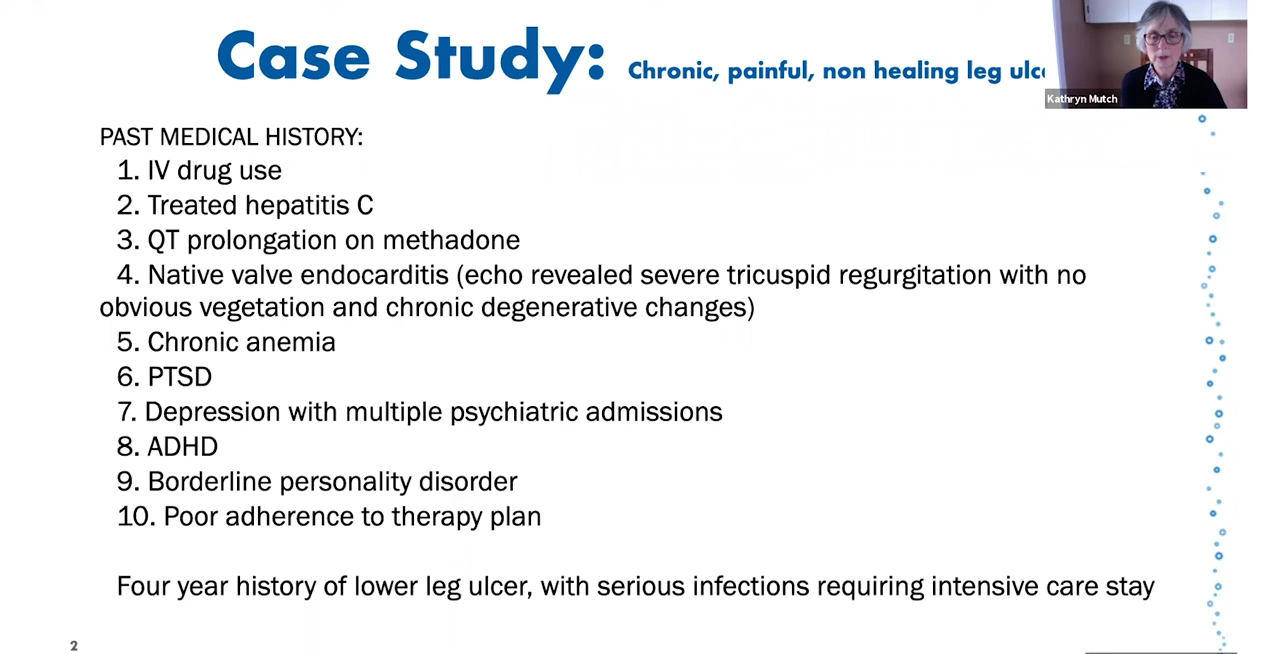 Case Study: Chronic, painful, non healing leg
Kathryn Mutch
PAST MEDICAL HISTORY:
1. IV drug use
2. Treated hepatitis C
3. QT prolongation on methadone
4. Native valve endocarditis (echo revealed severe tricuspid regurgitation with no
obvious vegetation and chronic degenerative changes)
5. Chronic anemia
6. PTSD
7. Depression with multiple psychiatric admissions
8. ADHD
9. Borderline personality disorder
10. Poor adherence to therapy plan
Four year history of lower leg ulcer, with serious infections requiring intensive care stay
2